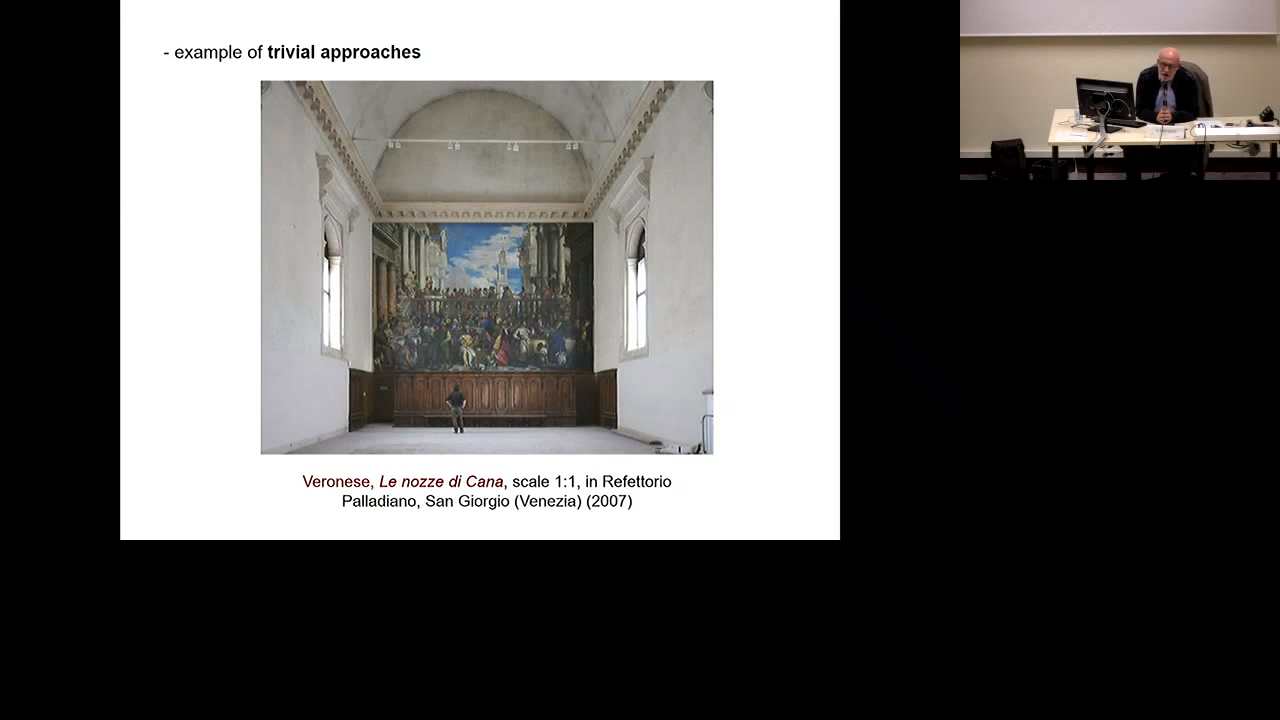 - example of trivial approaches
Veronese, Le nozze di Cana, scale 1:1, in Refettorio
Palladiano, San Giorgio (Venezia) (2007)